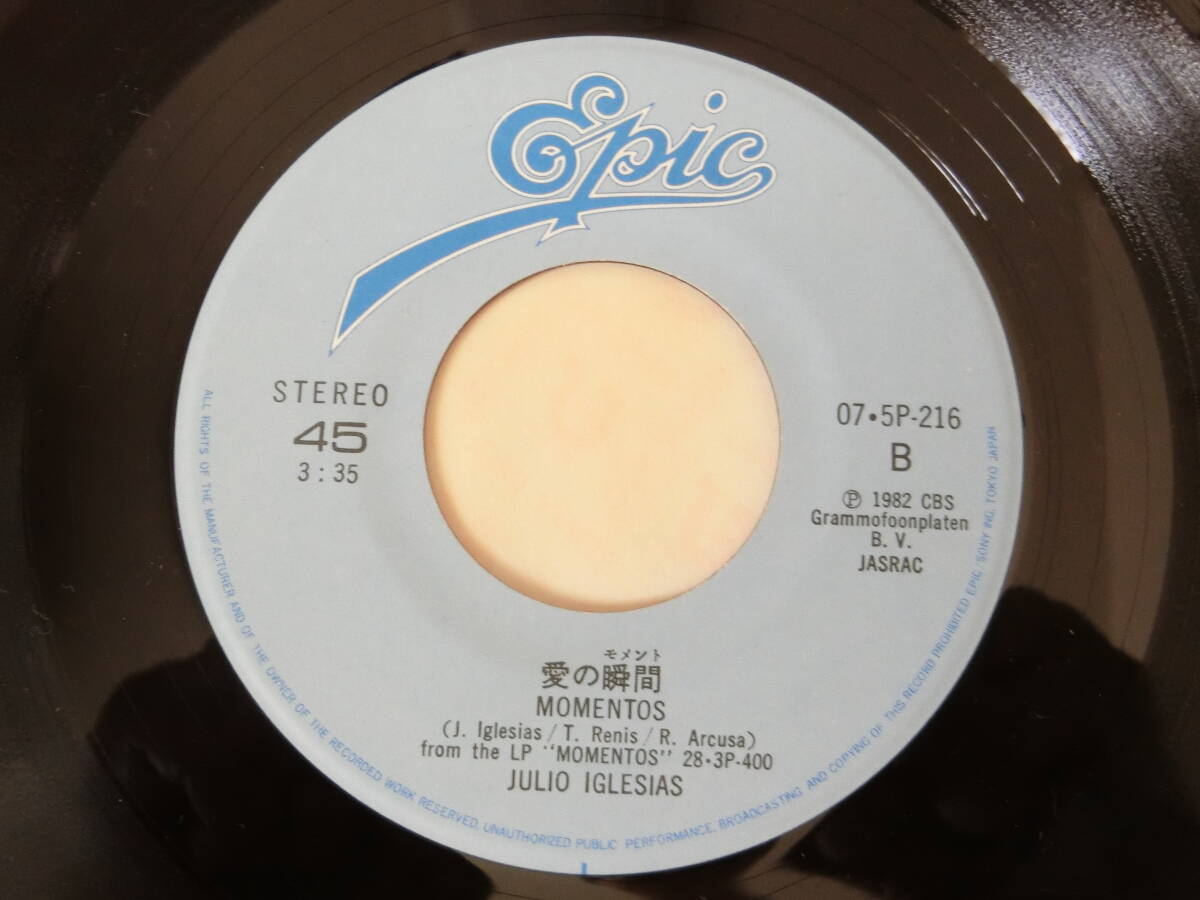 Epic
STEREO
45
3:35
07•5P-216
B
Ⓟ 1982 CBS
Grammofoonplaten
B. V.
JASRAC
モメント
愛の瞬間
MOMENTOS
(J. Iglesias/T. Renis/R. Arcusa)
from the LP "MOMENTOS" 28•3P-400
JULIO IGLESIAS
ALL RIGHTS OF THE MANUFACTURER AND OF THE OWNER OF THE RECORDED WORK RESERVED. UNAUTHORIZED PUBLIC PERFORMANCE, BROADCASTING AND COPYING OF THIS RECORD PROHIBITED EPIC/SONY INC. TOKYO JAPAN